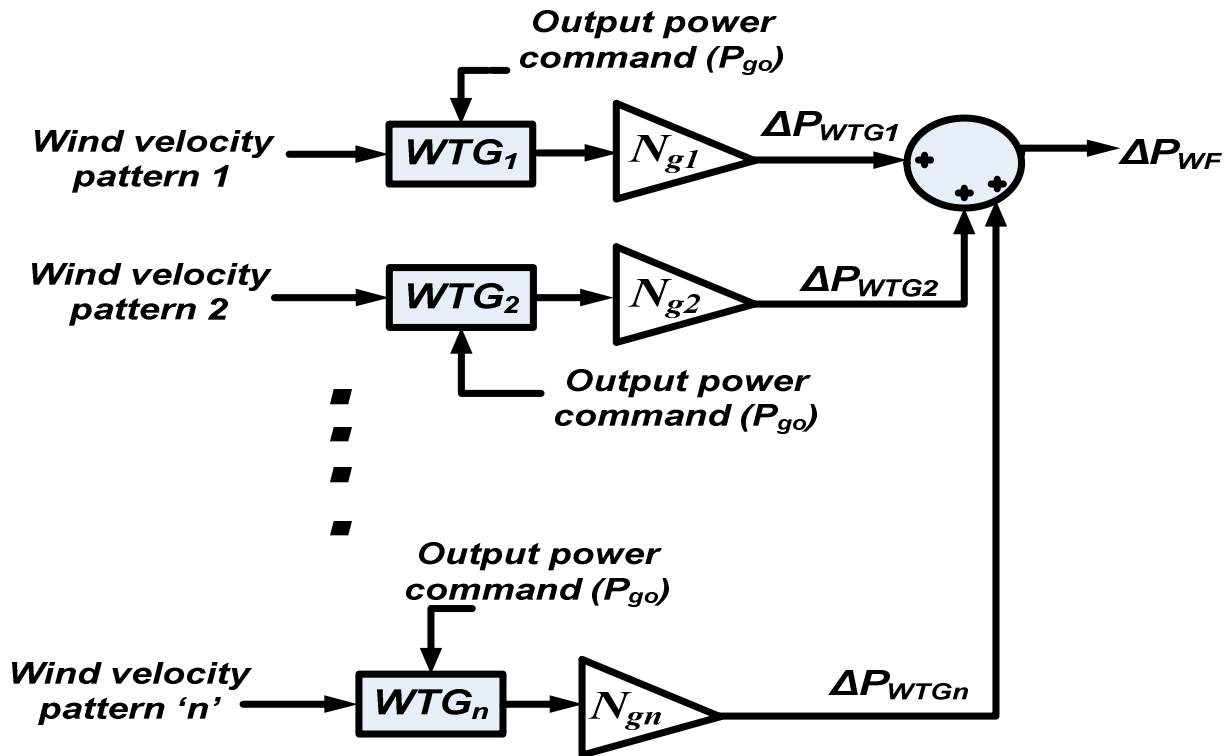 Output power
command (Pgo)
Wind velocity
pattern 1
WTG1
Ng1
ΔPWTG1
ΔPWF
Wind velocity
pattern 2
WTG2
Ng2
ΔPWTG2
Output power
command (Pgo)
Output power
command (Pgo)
Wind velocity
pattern ‘n’
WTGn
Ngn
ΔPWTGn